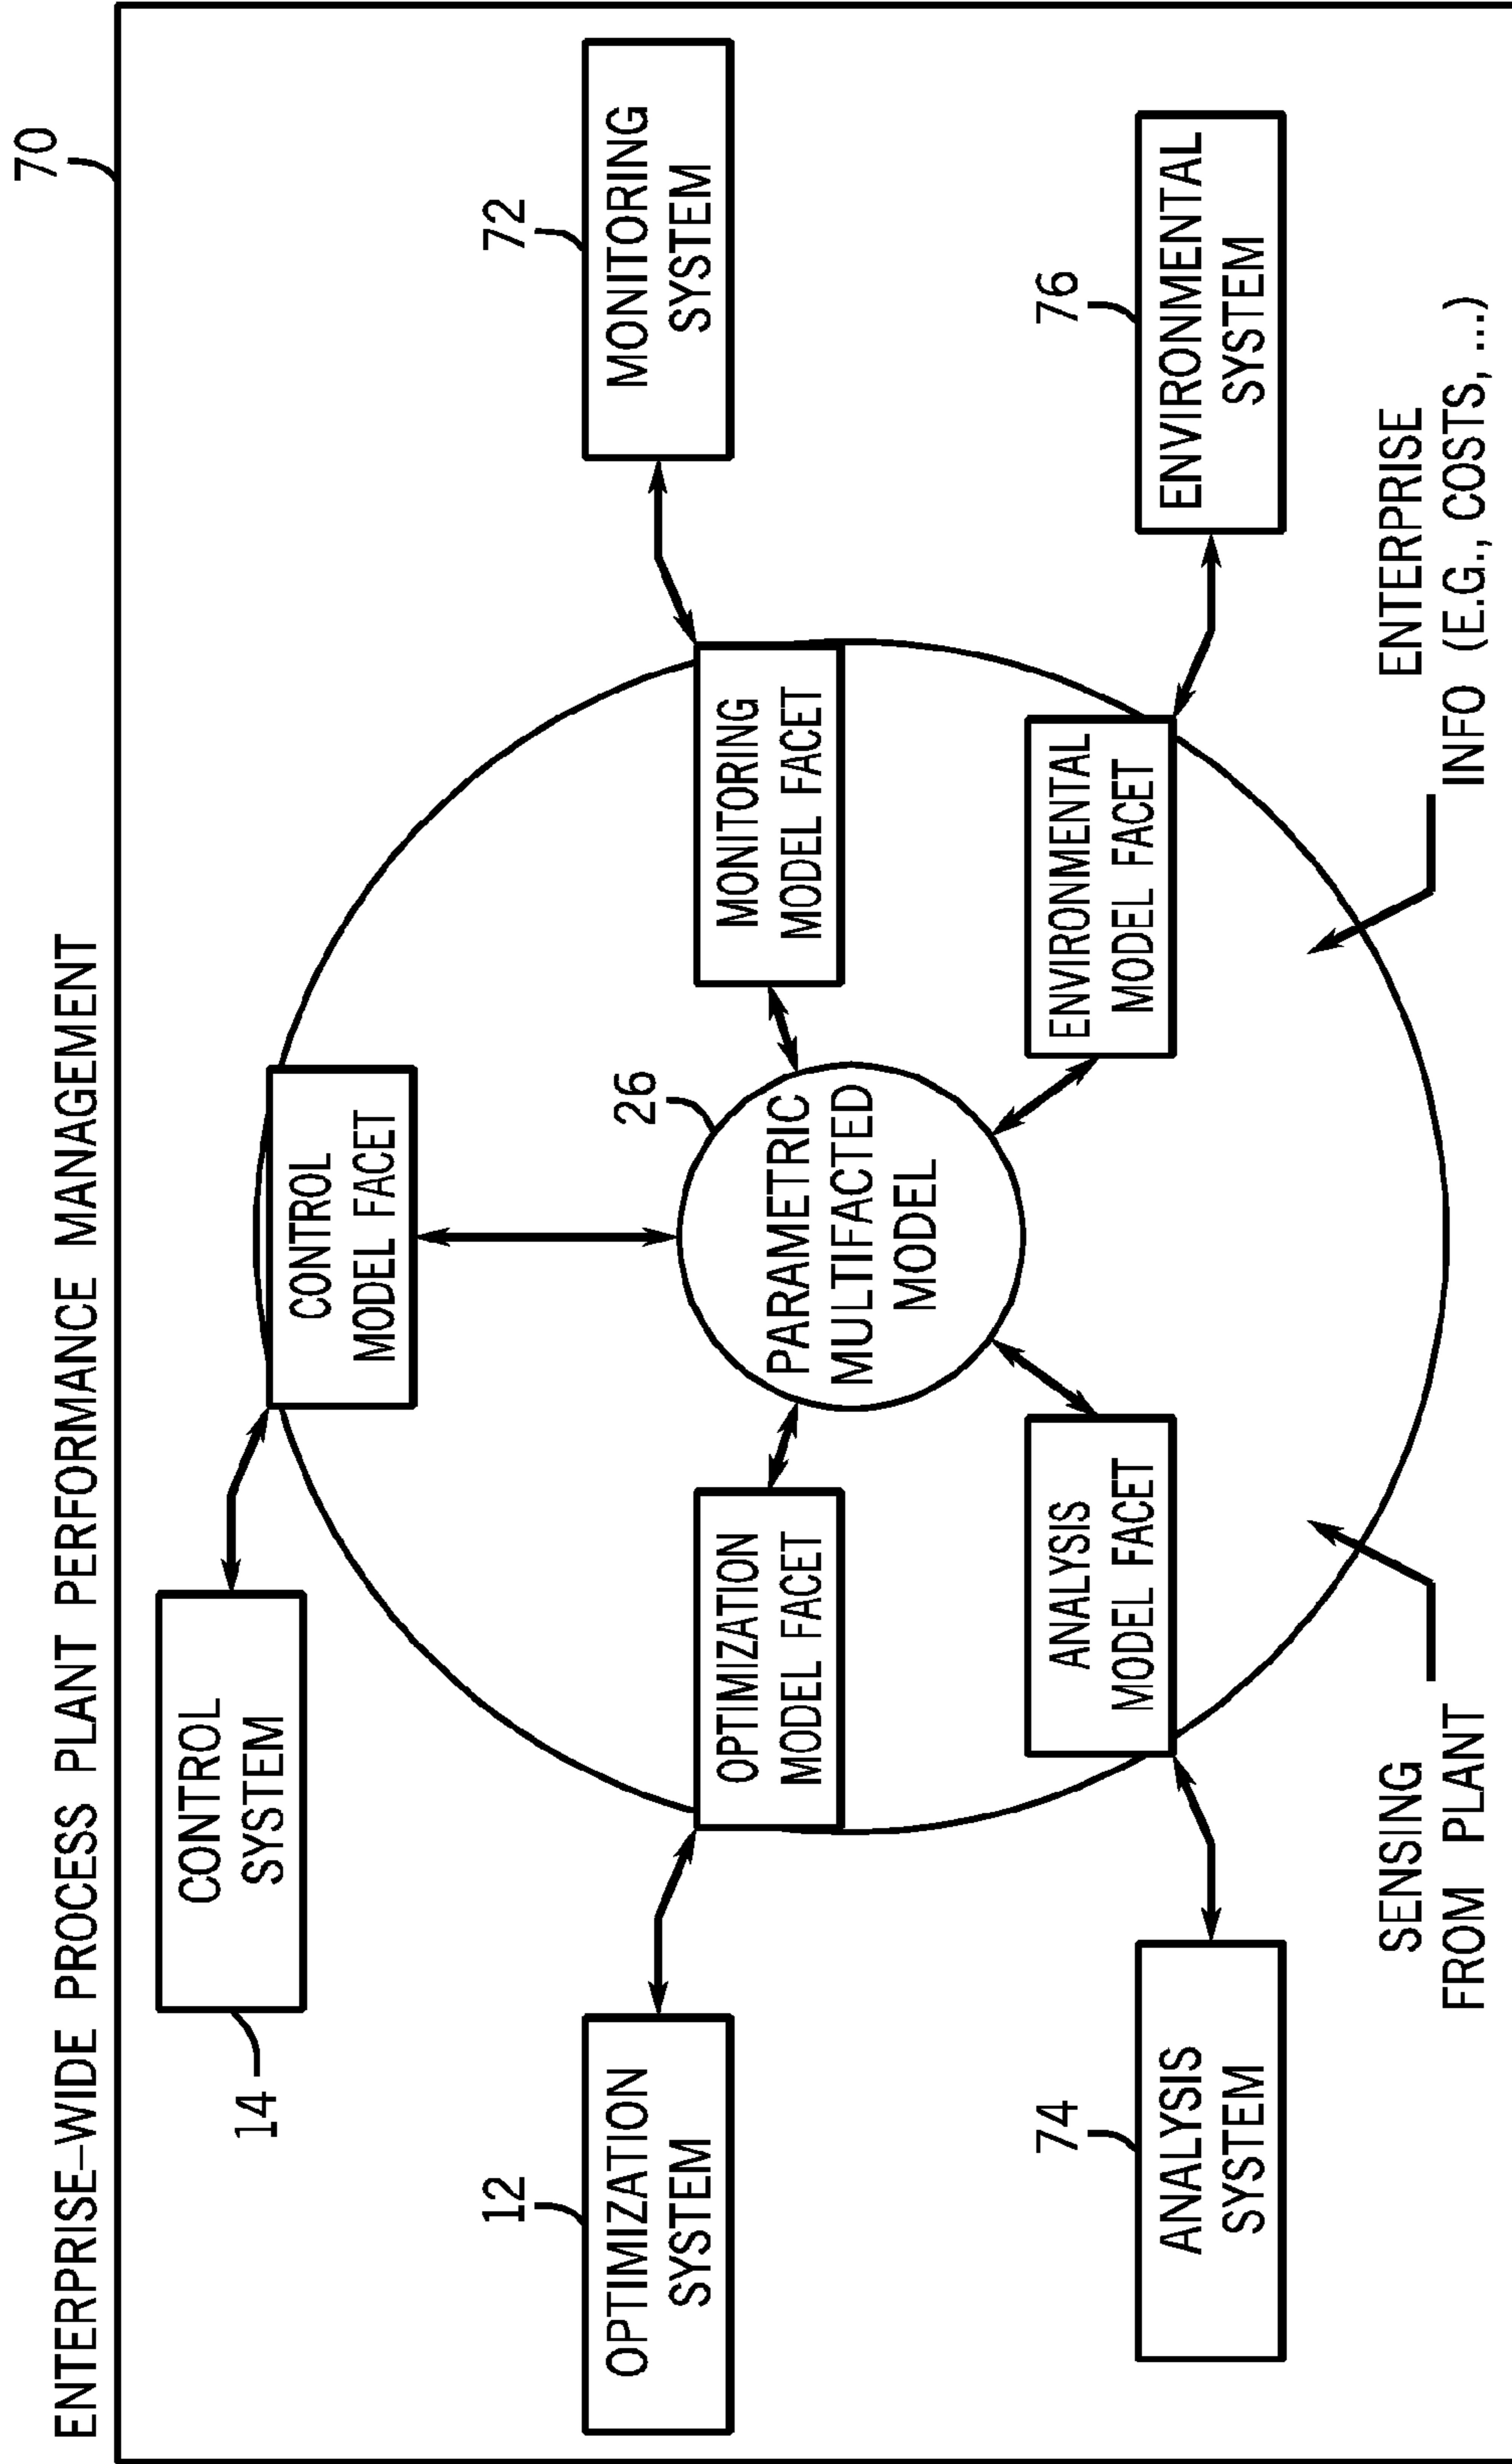 ENTERPRISE-WIDE PROCESS PLANT PERFORMANCE MANAGEMENT
70
14
CONTROL
SYSTEM
CONTROL
MODEL FACET
12
OPTIMIZATION
SYSTEM
OPTIMIZATION
MODEL FACET
26
PARAMETRIC
MULTIFACTED
MODEL
MONITORING
MODEL FACET
72
MONITORING
SYSTEM
74
ANALYSIS
SYSTEM
ANALYSIS
MODEL FACET
ENVIRONMENTAL
MODEL FACET
76
ENVIRONMENTAL
SYSTEM
SENSING
FROM PLANT
ENTERPRISE
INFO (E.G., COSTS, ...)